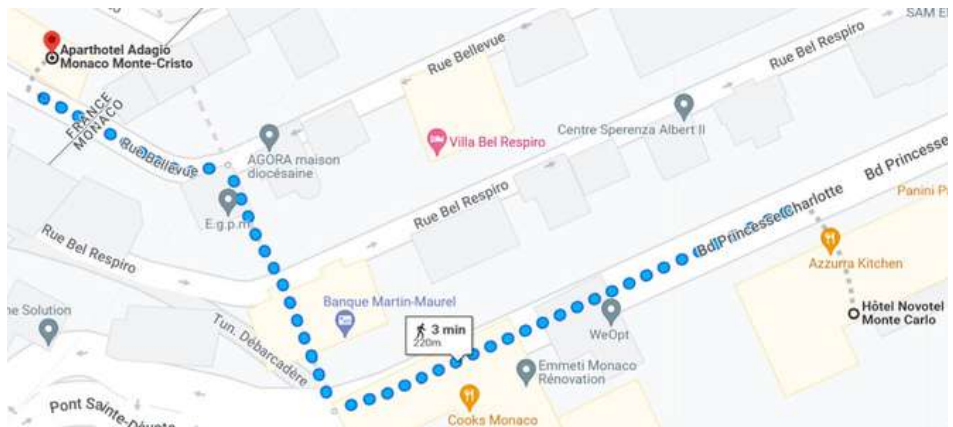 SAM E
Aparthotel Adagio
Monaco Monte-Cristo
Rue Bellevue
Rue Bel Respiro
FRANCE
MONACO
Rue Bellevue
AGORA maison
diocésaine
Villa Bel Respiro
Centre Sperenza Albert II
Bd Princesse
E.g.p.m
Rue Bel Respiro
Bd Princesse Charlotte
Panini P
Rue Bel Respiro
Azzurra Kitchen
Banque Martin-Maurel
Hôtel Novotel
Monte Carlo
ne Solution
Tun. Débarcadère
3 min
220m
WeOpt
Emmeti Monaco
Rénovation
Pont Sainte-Dévote
Cooks Monaco